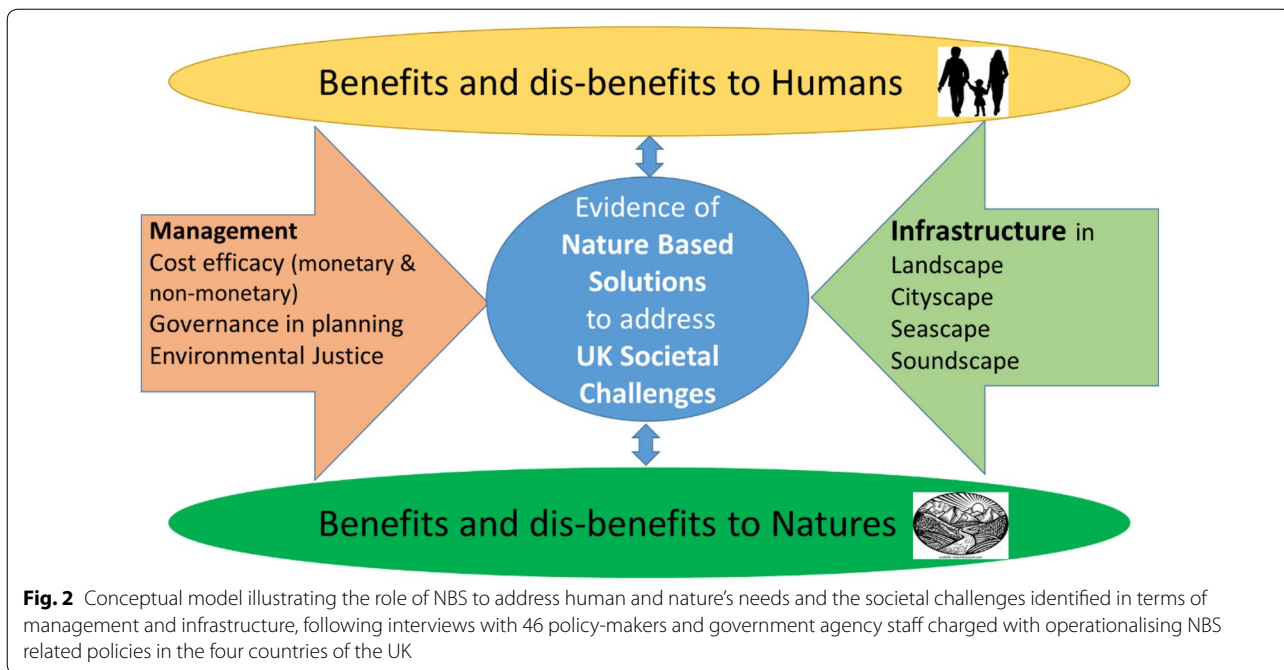 Benefits and dis-benefits to Humans
Management
Cost efficacy (monetary &
non-monetary)
Governance in planning
Environmental Justice
Evidence of
Nature Based
Solutions
to address
UK Societal
Challenges
Infrastructure in
Landscape
Cityscape
Seascape
Soundscape
Benefits and dis-benefits to Natures
Fig. 2 Conceptual model illustrating the role of NBS to address human and nature’s needs and the societal challenges identified in terms of
management and infrastructure, following interviews with 46 policy-makers and government agency staff charged with operationalising NBS
related policies in the four countries of the UK